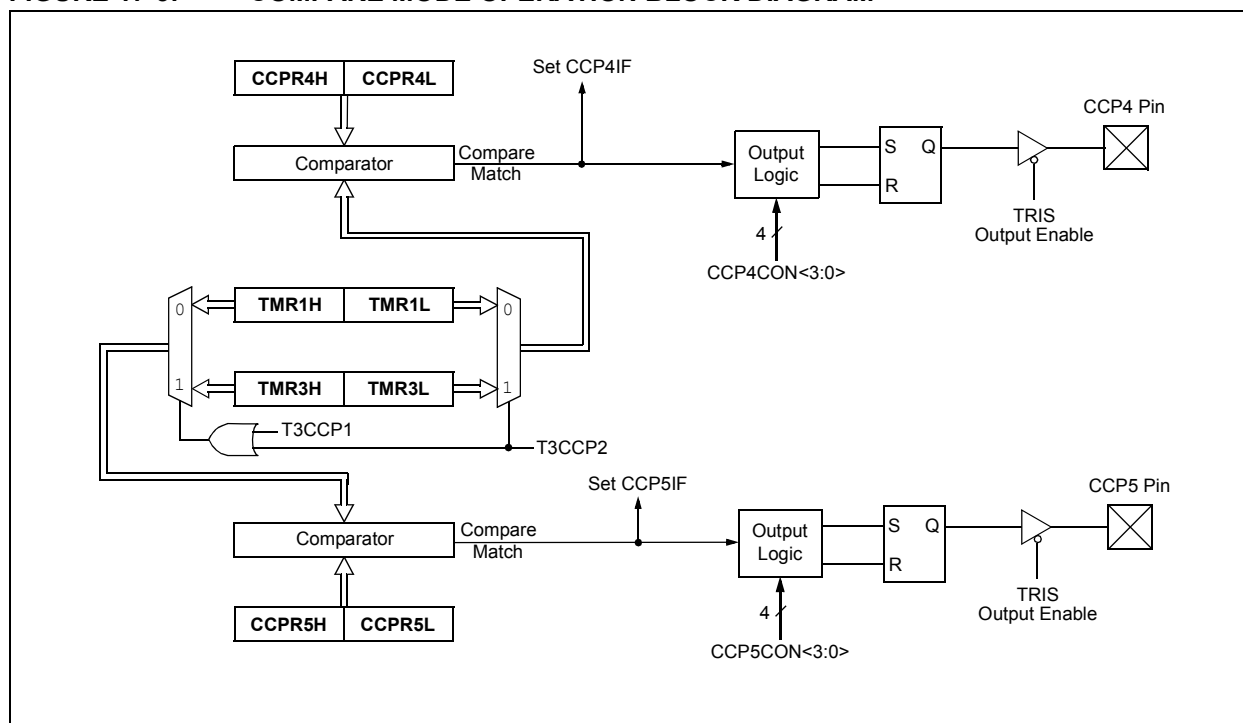 CCPR4H CCPR4L
Set CCP4IF
CCP4 Pin
Comparator
Compare
Match
Output
Logic
S Q
R
4
TRIS
Output Enable
CCP4CON<3:0>
0 TMR1H TMR1L 0
1 TMR3H TMR3L 1
T3CCP1
T3CCP2
Set CCP5IF
CCP5 Pin
Comparator
Compare
Match
Output
Logic
S Q
R
4
TRIS
Output Enable
CCPR5H CCPR5L
CCP5CON<3:0>